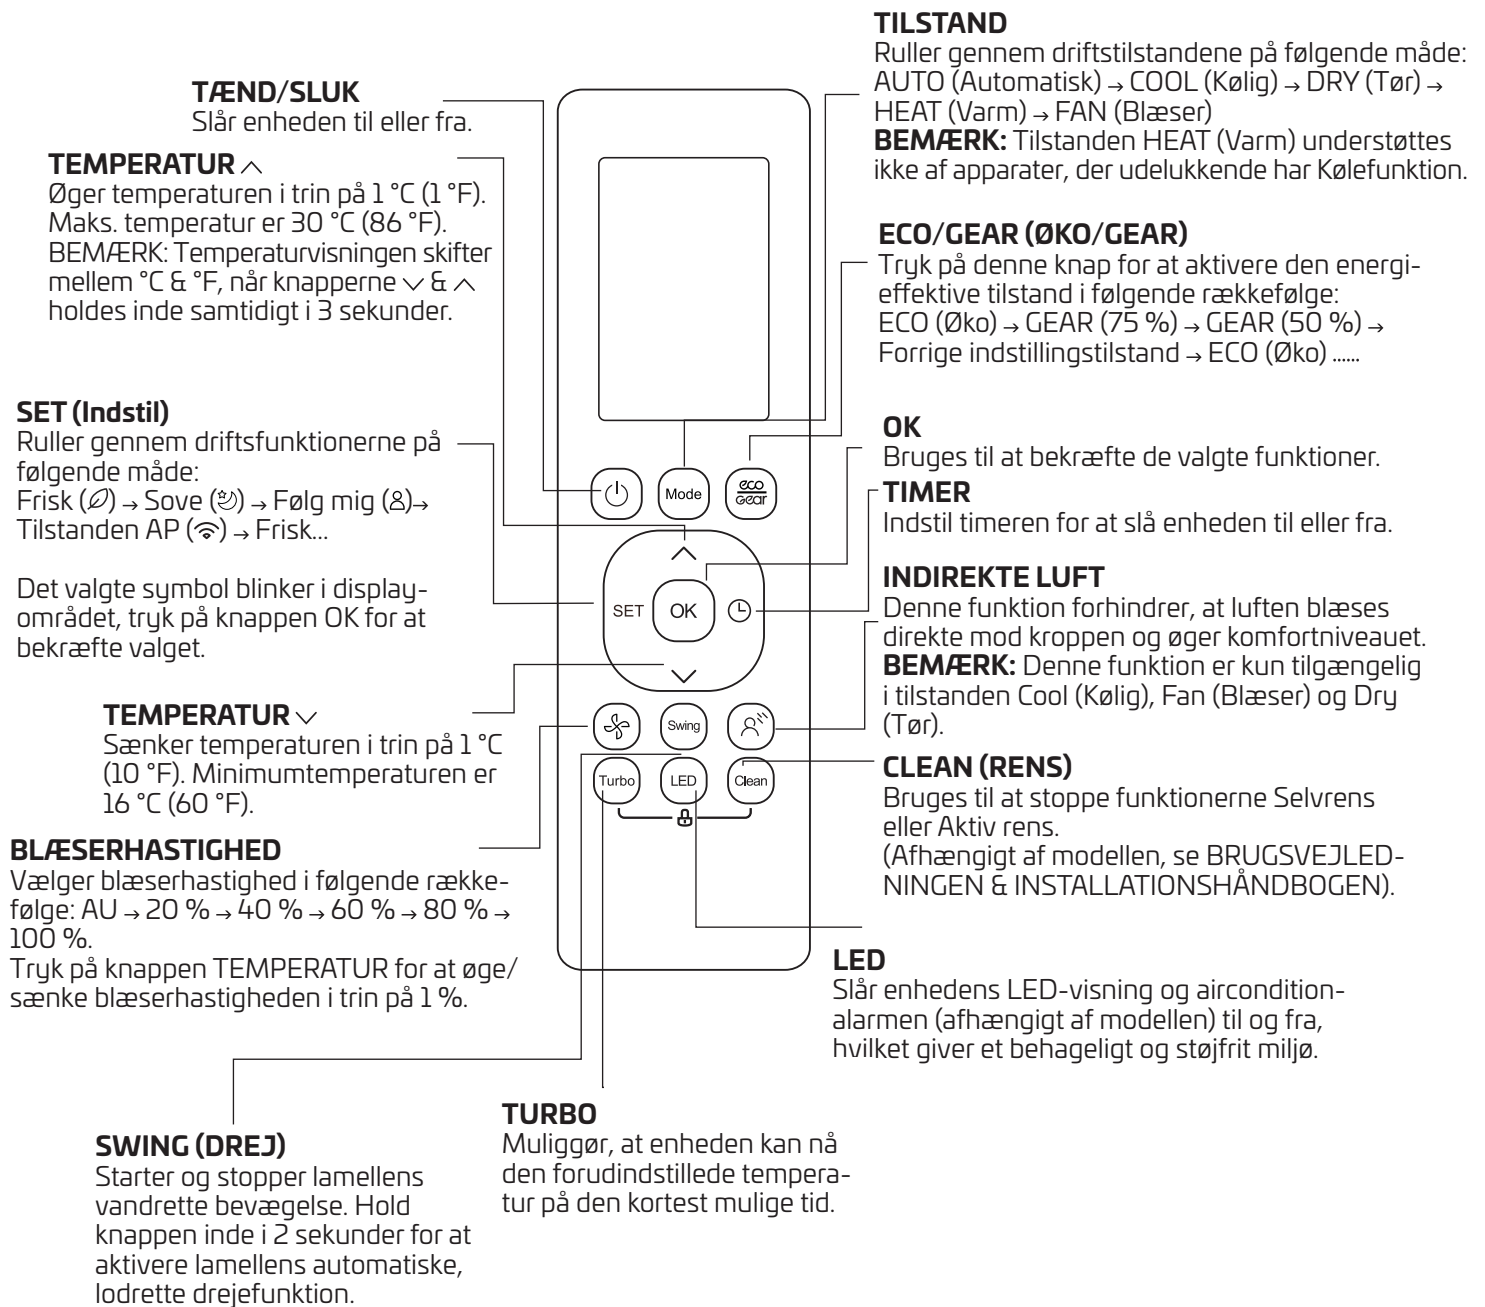 TILSTAND
Ruller gennem driftstilstandene på følgende måde:
AUTO (Automatisk) → COOL (Kølig) → DRY (Tør) →
HEAT (Varm) → FAN (Blæser)
BEMÆRK: Tilstanden HEAT (Varm) understøttes
ikke af apparater, der udelukkende har Kølefunktion.
TÆND/SLUK
Slår enheden til eller fra.
TEMPERATUR ︿
Øger temperaturen i trin på 1 °C (1 °F).
Maks. temperatur er 30 °C (86 °F).
BEMÆRK: Temperaturvisningen skifter
mellem °C & °F, når knapperne ﹀ & ︿
holdes inde samtidigt i 3 sekunder.
ECO/GEAR (ØKO/GEAR)
Tryk på denne knap for at aktivere den energi-
effektive tilstand i følgende rækkefølge:
ECO (Øko) → GEAR (75 %) → GEAR (50 %) →
Forrige indstillingstilstand → ECO (Øko) ......
SET (Indstil)
Ruller gennem driftsfunktionerne på
følgende måde:
Frisk () → Sove () → Følg mig ()→
Tilstanden AP () → Frisk...
Det valgte symbol blinker i display-
området, tryk på knappen OK for at
bekræfte valget.
OK
Bruges til at bekræfte de valgte funktioner.
TIMER
Indstil timeren for at slå enheden til eller fra.
INDIREKTE LUFT
Denne funktion forhindrer, at luften blæses
direkte mod kroppen og øger komfortniveauet.
BEMÆRK: Denne funktion er kun tilgængelig
i tilstanden Cool (Kølig), Fan (Blæser) og Dry
(Tør).
Mode
eco
Gear
SET
OK
Swing
Turbo
LED
Clean
TEMPERATUR ﹀
Sænker temperaturen i trin på 1 °C
(10 °F). Minimumtemperaturen er
16 °C (60 °F).
CLEAN (RENS)
Bruges til at stoppe funktionerne Selvrens
eller Aktiv rens.
(Afhængigt af modellen, se BRUGSVEJLED-
NINGEN & INSTALLATIONSHÅNDBOGEN).
BLÆSERHASTIGHED
Vælger blæserhastighed i følgende række-
følge: AU → 20 % → 40 % → 60 % → 80 % →
100 %.
Tryk på knappen TEMPERATUR for at øge/
sænke blæserhastigheden i trin på 1 %.
LED
Slår enhedens LED-visning og aircondition-
alarmen (afhængigt af modellen) til og fra,
hvilket giver et behageligt og støjfrit miljø.
TURBO
Muliggør, at enheden kan nå
den forudindstillede tempera-
tur på den kortest mulige tid.
SWING (DREJ)
Starter og stopper lamellens
vandrette bevægelse. Hold
knappen inde i 2 sekunder for at
aktivere lamellens automatiske,
lodrette drejefunktion.